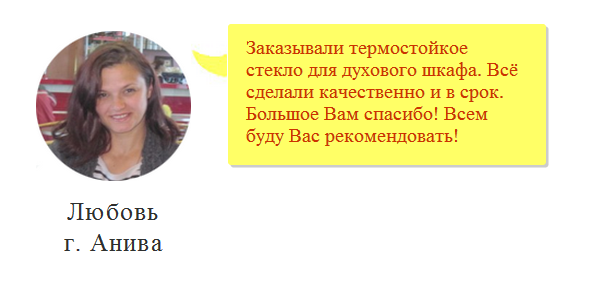 Заказывали термостойкое
стекло для духового шкафа. Всё
сделали качественно и в срок.
Большое Вам спасибо! Всем
буду Вас рекомендовать!
Любовь
г. Анива